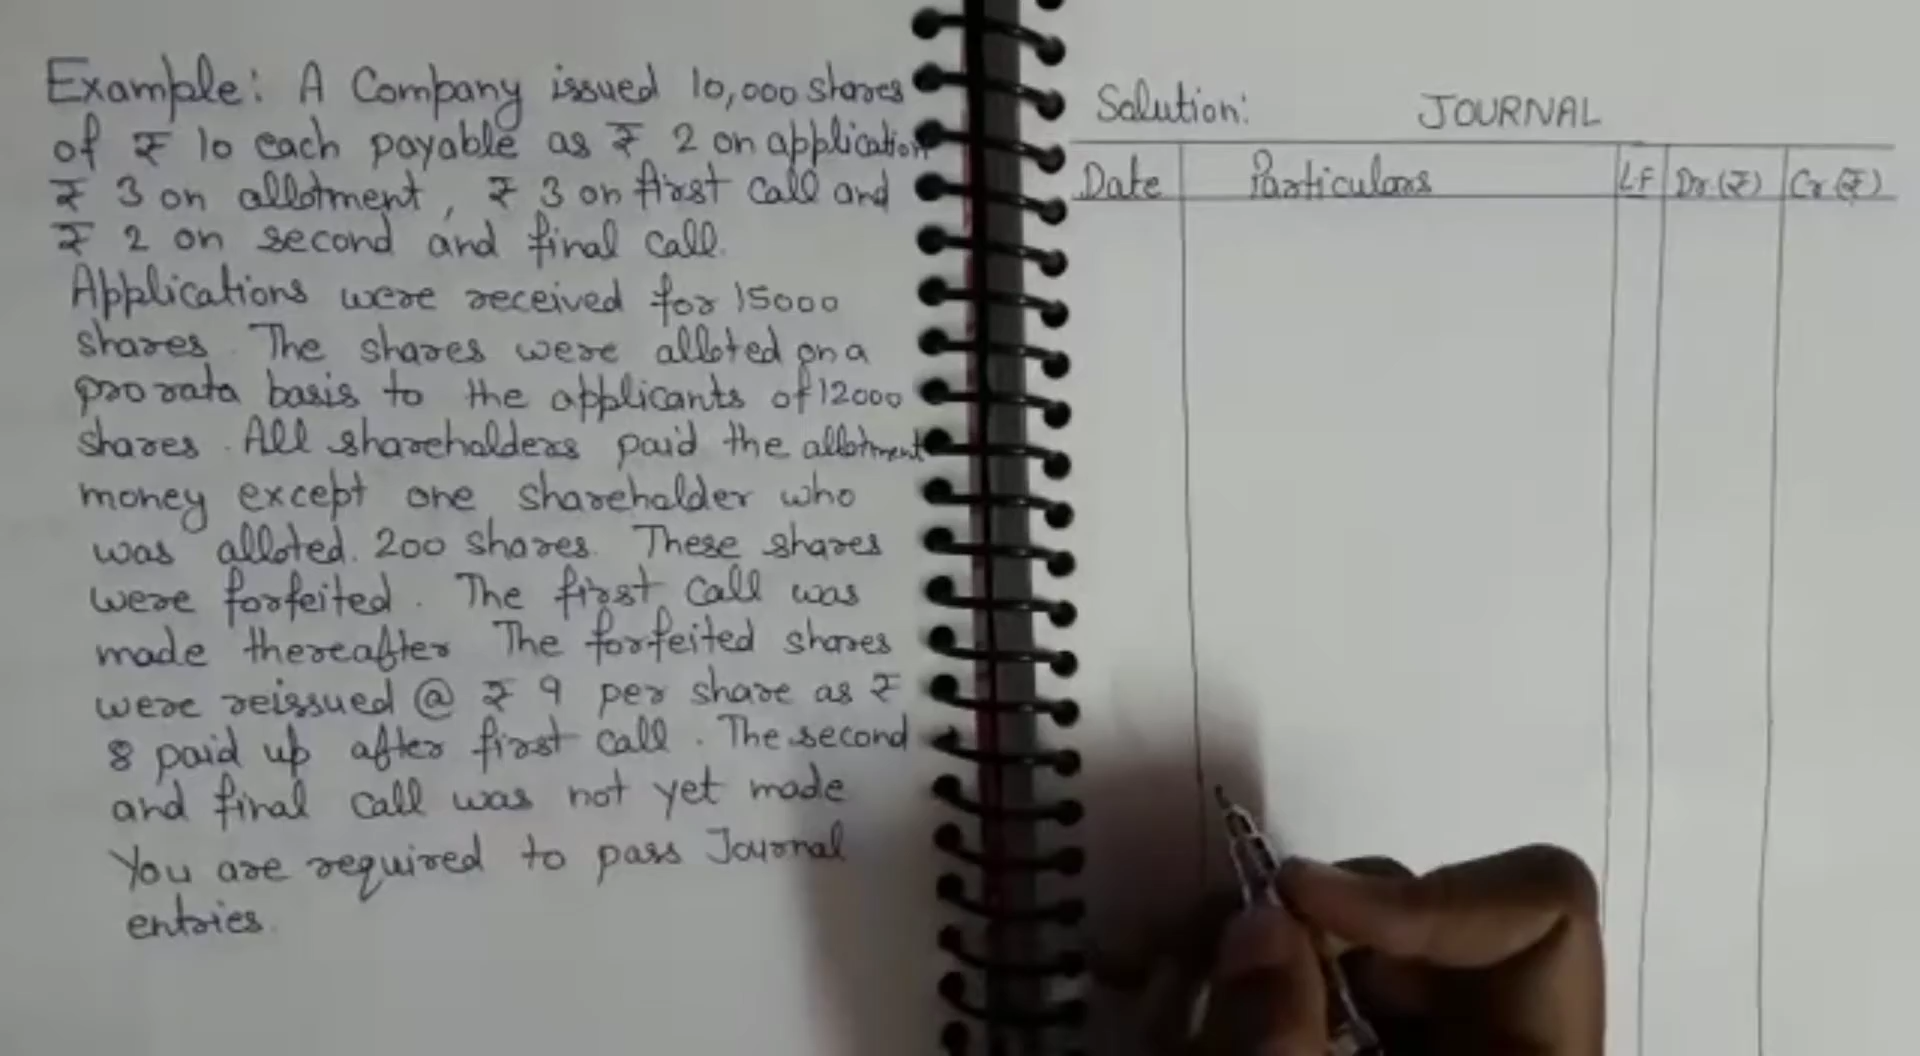 Example: A Company issued 10,000 shares
of ₹ 10 each payable as ₹ 2 on application
₹ 3 on allotment, ₹ 3 on first call and
₹ 2 on second and final call.
Applications were received for 15000
shares. The shares were alloted on a
pro rata basis to the applicants of 12000
shares. All shareholders paid the allotment
money except one shareholder who
was alloted 200 shares. These shares
were forfeited. The first call was
made thereafter The forfeited shares
were reissued @ ₹ 9 per share as ₹
8 paid up after first call. The second
and final call was not yet made
You are required to pass Journal
entries.
Solution: JOURNAL
Date Particulars LF Dr.(₹) Cr.(₹)